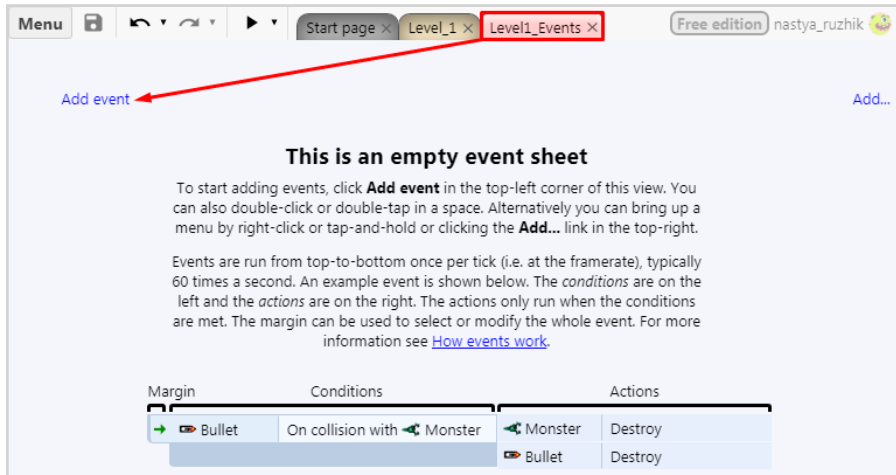 Menu
Start page
Level_1
Level1_Events
Free edition nastya_ruzhik
Add event
Add...
This is an empty event sheet
To start adding events, click Add event in the top-left corner of this view. You
can also double-click or double-tap in a space. Alternatively you can bring up a
menu by right-click or tap-and-hold or clicking the Add... link in the top-right.
Events are run from top-to-bottom once per tick (i.e. at the framerate), typically
60 times a second. An example event is shown below. The conditions are on the
left and the actions are on the right. The actions only run when the conditions
are met. The margin can be used to select or modify the whole event. For more
information see How events work.
Margin Conditions Actions
Bullet On collision with Monster Monster Destroy
Bullet Destroy